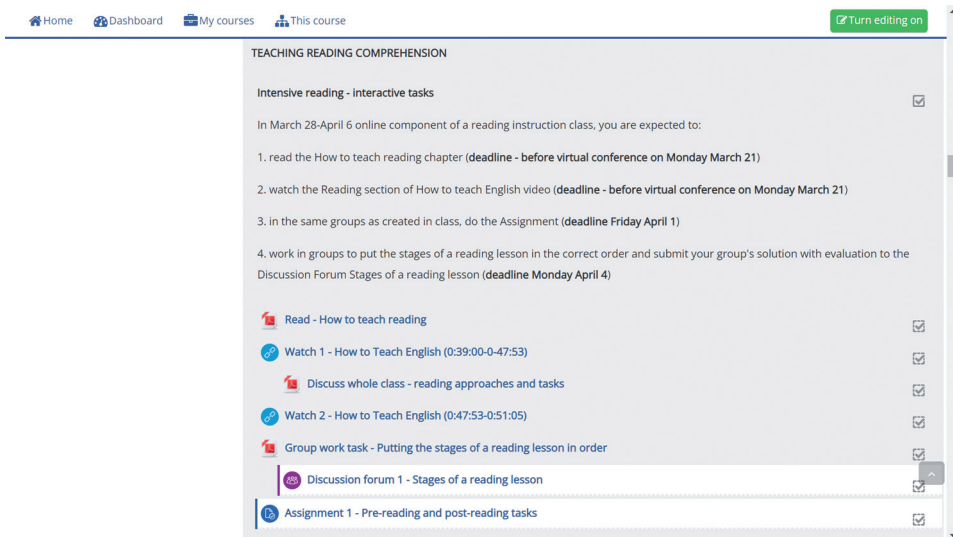 Home Dashboard My courses This course Turn editing on
TEACHING READING COMPREHENSION
Intensive reading - interactive tasks
In March 28-April 6 online component of a reading instruction class, you are expected to:
1. read the How to teach reading chapter (deadline - before virtual conference on Monday March 21)
2. watch the Reading section of How to teach English video (deadline - before virtual conference on Monday March 21)
3. in the same groups as created in class, do the Assignment (deadline Friday April 1)
4. work in groups to put the stages of a reading lesson in the correct order and submit your group's solution with evaluation to the
Discussion Forum Stages of a reading lesson (deadline Monday April 4)
Read - How to teach reading
Watch 1 - How to Teach English (0:39:00-0-47:53)
Discuss whole class - reading approaches and tasks
Watch 2 - How to Teach English (0:47:53-0:51:05)
Group work task - Putting the stages of a reading lesson in order
Discussion forum 1 - Stages of a reading lesson
Assignment 1 - Pre-reading and post-reading tasks